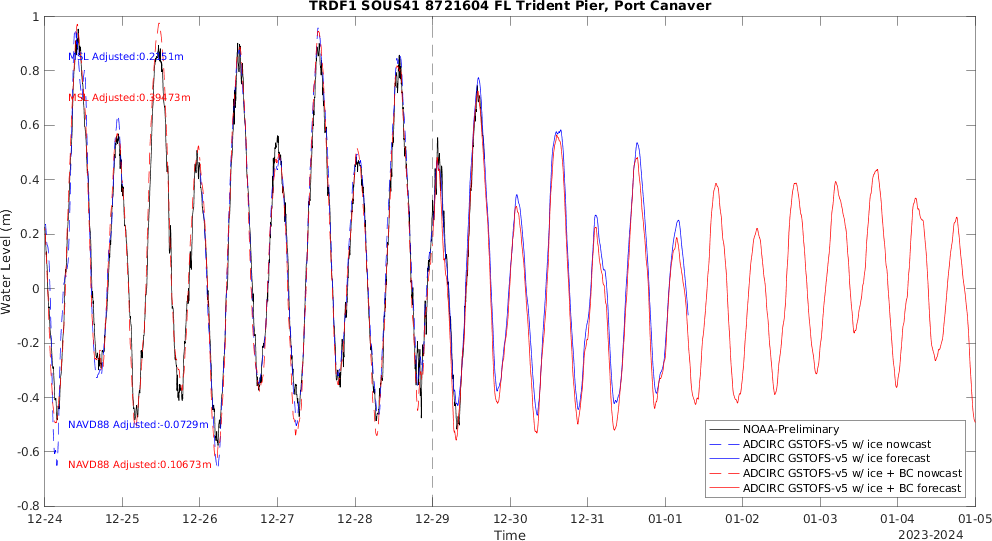 TRDF1 SOUS41 8721604 FL Trident Pier, Port Canaver
Water Level (m)
1
0.8
0.6
0.4
0.2
0
-0.2
-0.4
-0.6
-0.8
MSL Adjusted:
MSL Adjusted:0.39473m
NAVD88 Adjusted:-0.0729m
NAVD88 Adjusted:0.10673m
NOAA-Preliminary
ADCIRC GSTOFS-v5 w/ ice nowcast
ADCIRC GSTOFS-v5 w/ ice forecast
ADCIRC GSTOFS-v5 w/ ice + BC nowcast
ADCIRC GSTOFS-v5 w/ ice + BC forecast
12-24 12-25 12-26 12-27 12-28 12-29 12-30 12-31 01-01 01-02 01-03 01-04 01-05
Time
2023-2024